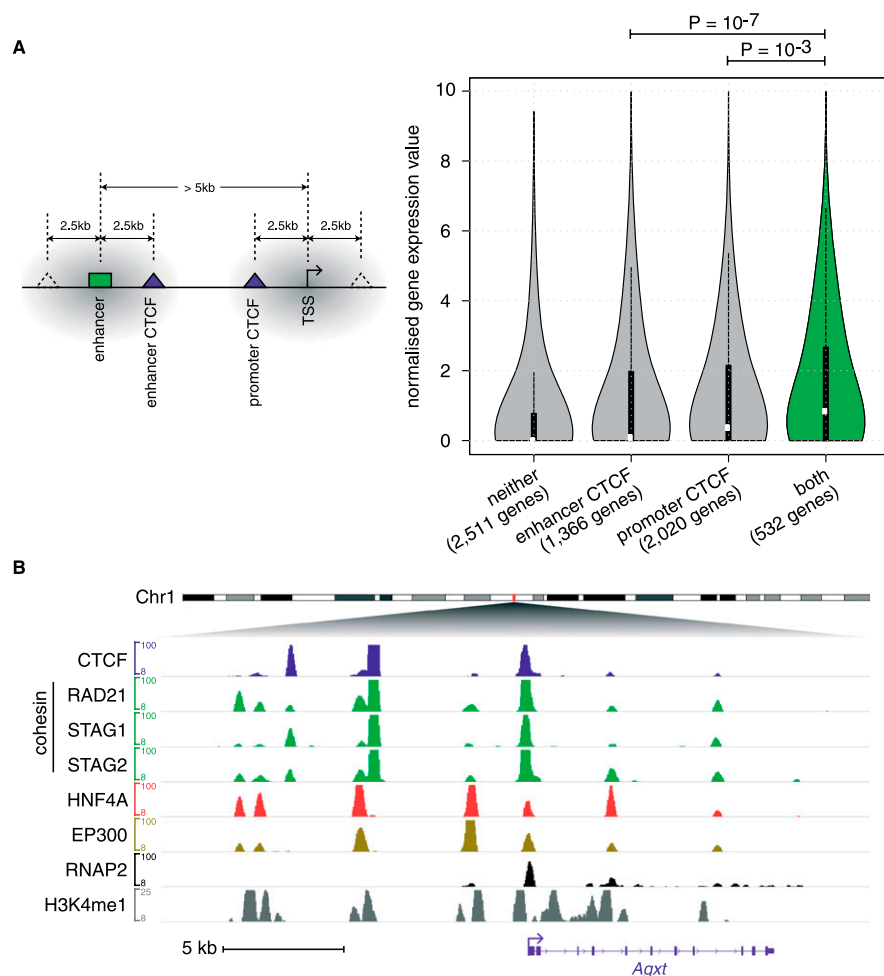 A
P = 10-7
P = 10-3
> 5kb
2.5kb
2.5kb
2.5kb
2.5kb
enhancer
enhancer CTCF
promoter CTCF
TSS
normalised gene expression value
10
8
6
4
2
0
neither
(2,511 genes)
enhancer CTCF
(1,366 genes)
promoter CTCF
(2,020 genes)
both
(532 genes)
B
Chr1
cohesin
CTCF
100
8
RAD21
100
8
STAG1
100
8
STAG2
100
8
HNF4A
100
8
EP300
100
8
RNAP2
100
8
H3K4me1
25
8
5 kb
Agxt